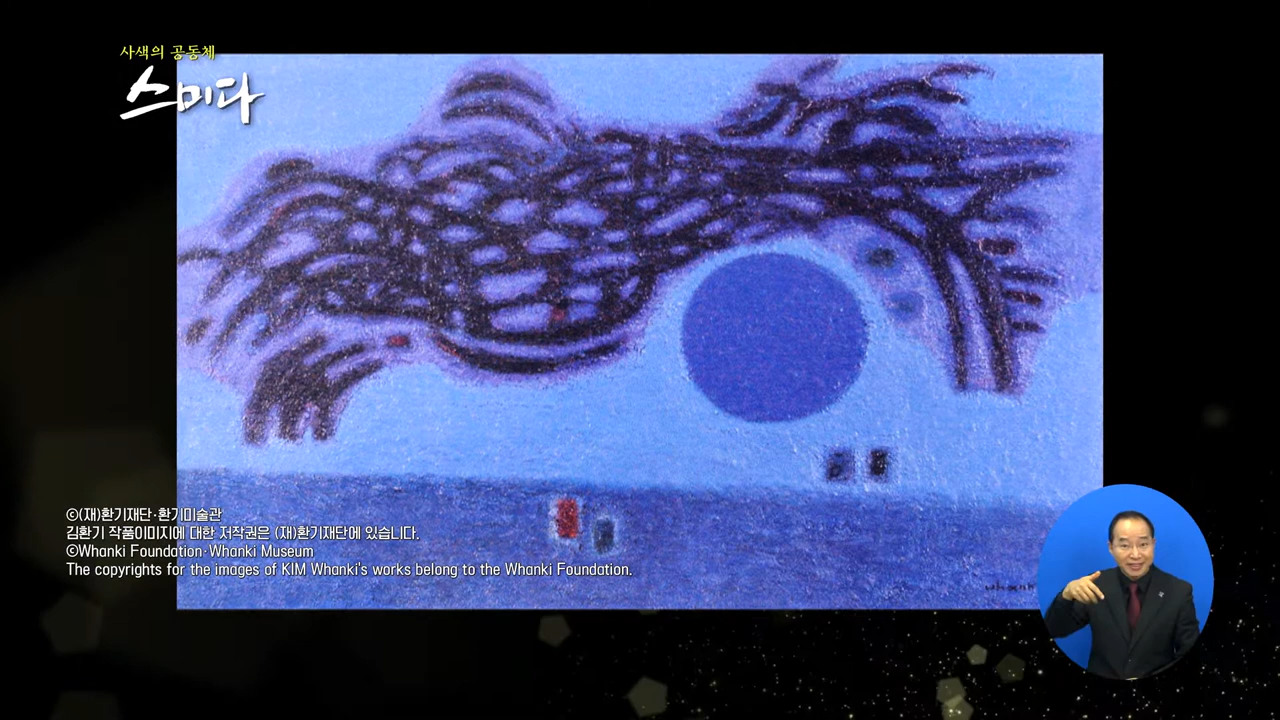 사색의 공동체
스미다
©(재)환기재단·환기미술관
김환기 작품이미지에 대한 저작권은 (재)환기재단에 있습니다.
©Whanki Foundation·Whanki Museum
The copyrights for the images of KIM Whanki's works belong to the Whanki Foundation.